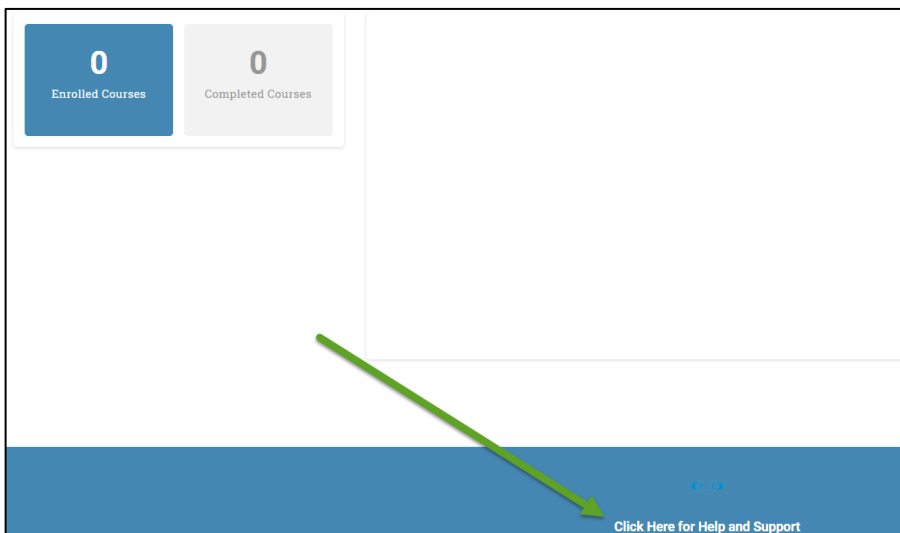 0
Enrolled Courses
0
Completed Courses
Click Here for Help and Support